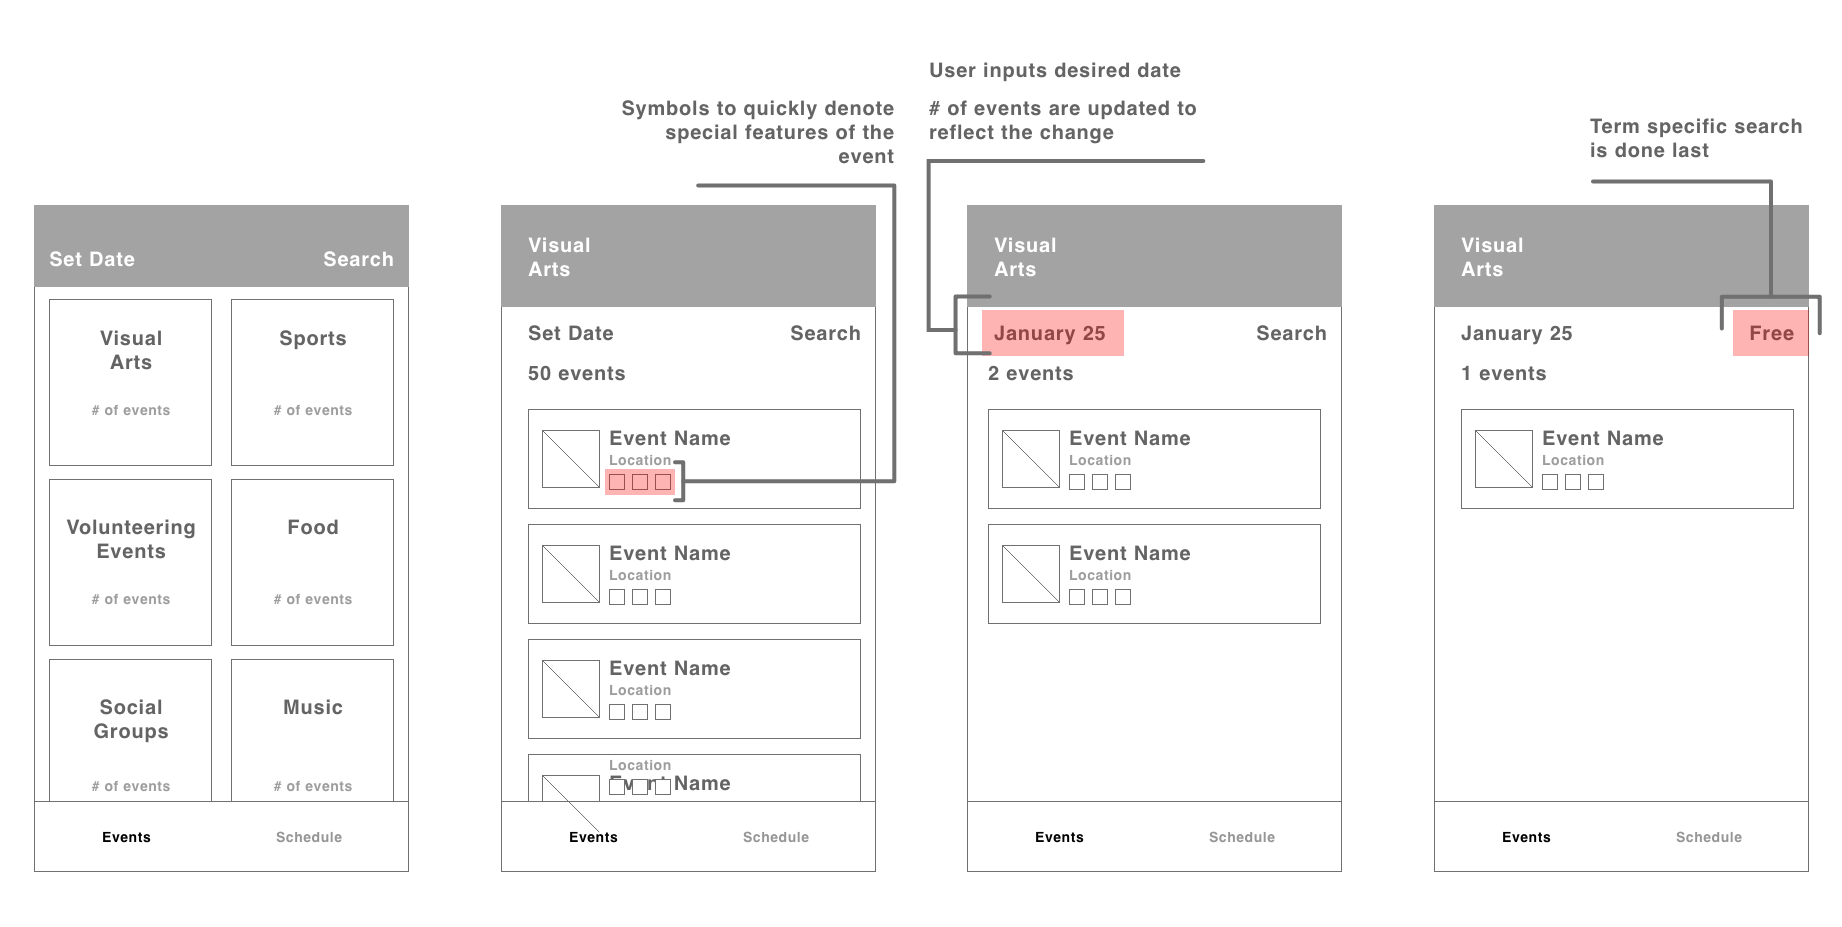 User inputs desired date
Symbols to quickly denote
special features of the
event
# of events are updated to
reflect the change
Term specific search
is done last
Set Date
Search
Visual
Arts
# of events
Sports
# of events
Volunteering
Events
# of events
Food
# of events
Social
Groups
# of events
Music
# of events
Events
Schedule
Visual
Arts
Set Date
Search
50 events
Event Name
Location
Event Name
Location
Event Name
Location
Location
Event Name
Events
Schedule
Visual
Arts
January 25
Search
2 events
Event Name
Location
Event Name
Location
Events
Schedule
Visual
Arts
January 25
Free
1 events
Event Name
Location
Events
Schedule